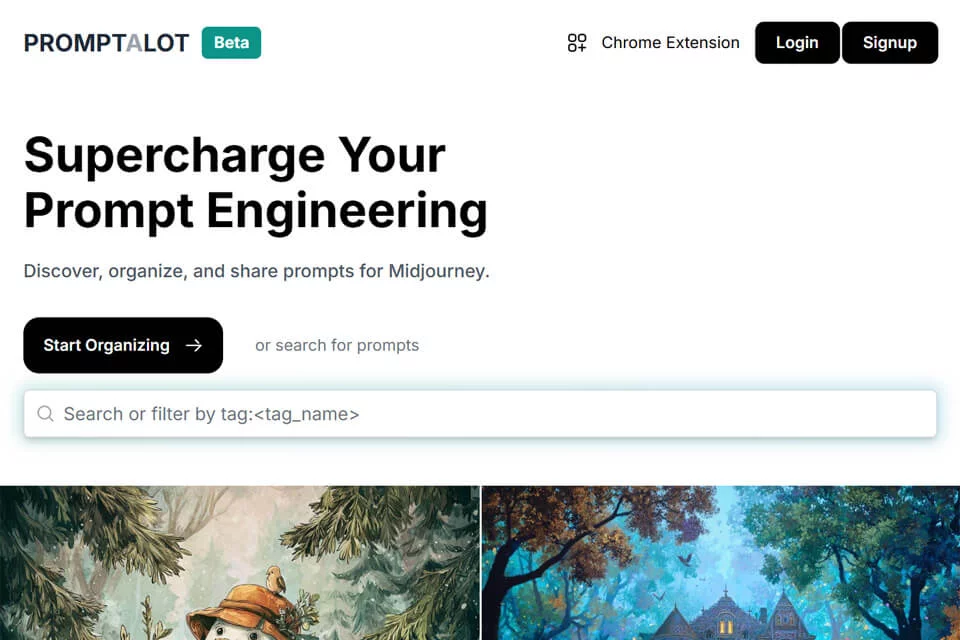 PROMPTALOT Beta
Chrome Extension Login Signup
Supercharge Your
Prompt Engineering
Discover, organize, and share prompts for Midjourney.
Start Organizing → or search for prompts
Search or filter by tag:<tag_name>